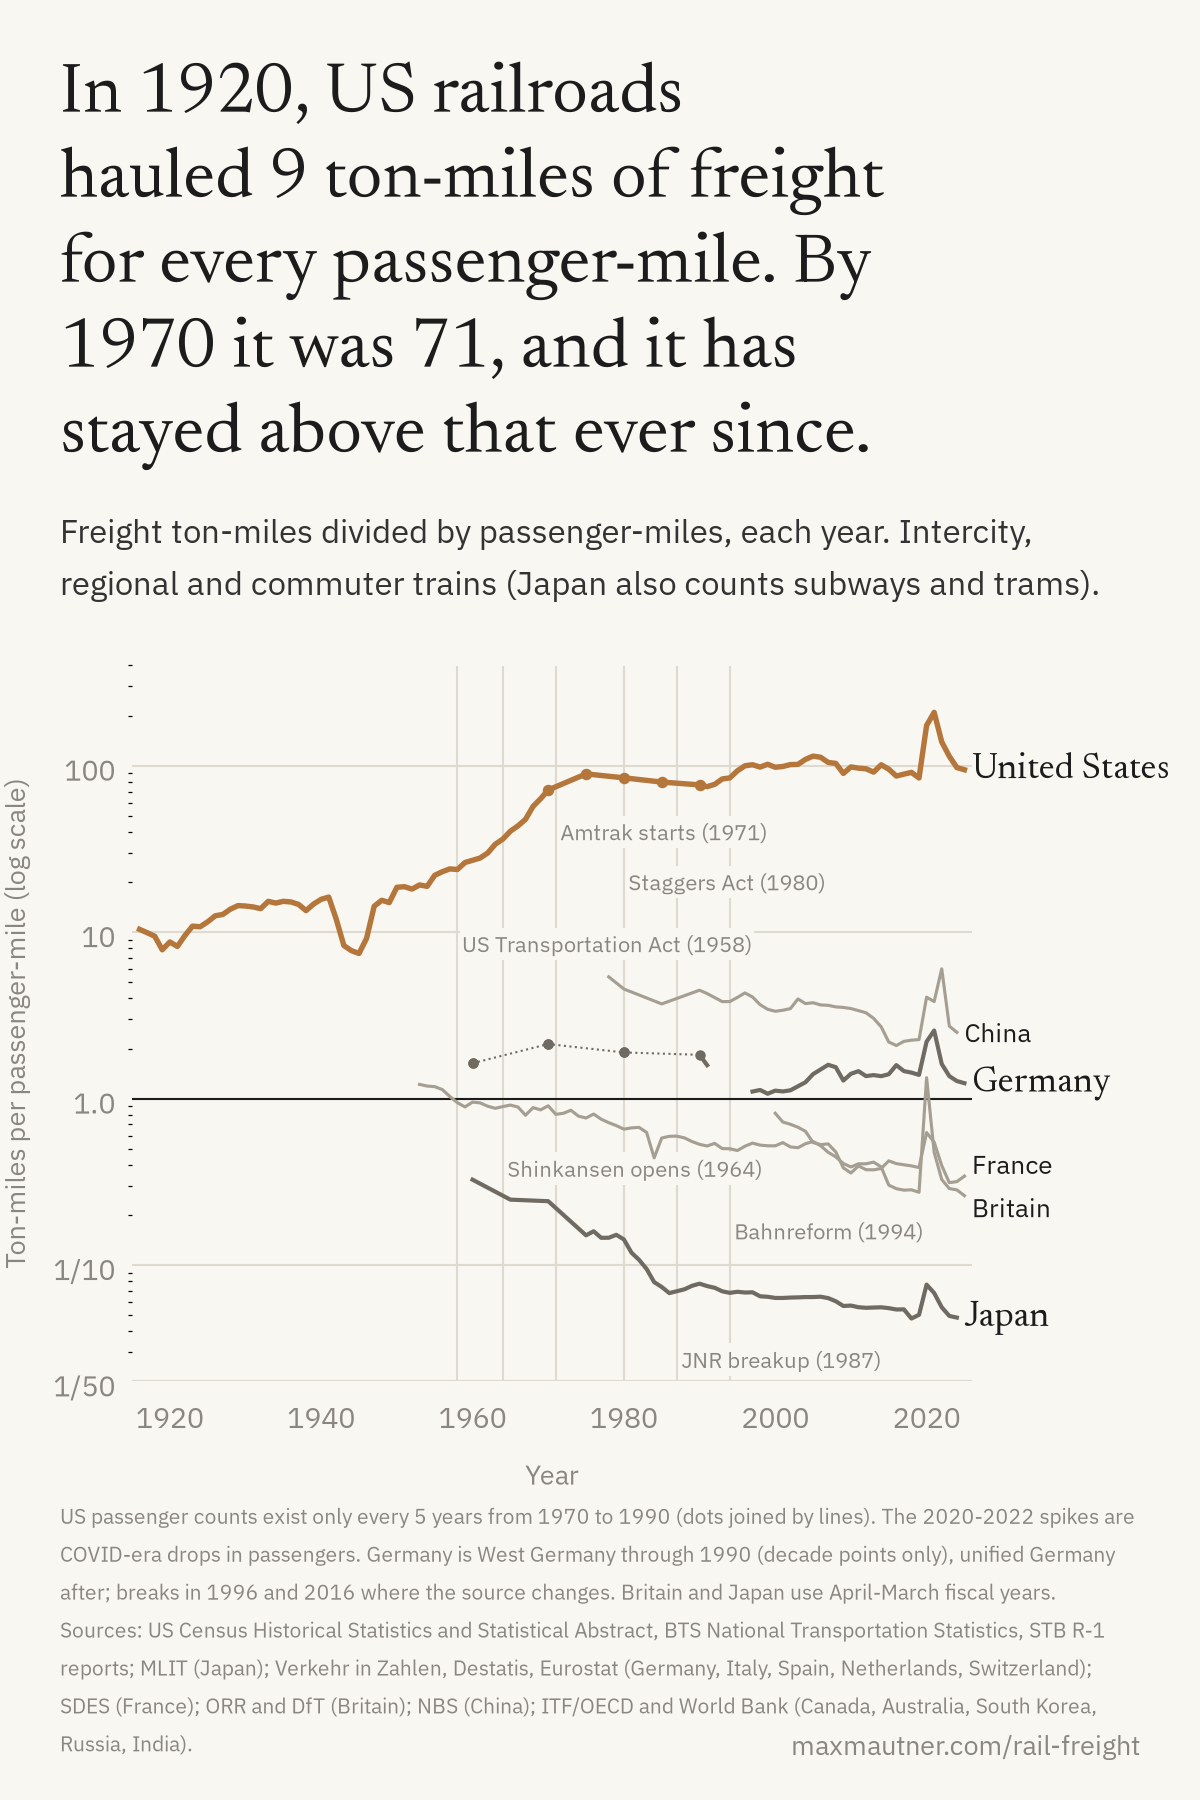 In 1920, US railroads
hauled 9 ton-miles of freight
for every passenger-mile. By
1970 it was 71, and it has
stayed above that ever since.
Freight ton-miles divided by passenger-miles, each year. Intercity,
regional and commuter trains (Japan also counts subways and trams).
Ton-miles per passenger-mile (log scale)
100
10
1.0
1/10
1/50
United States
Amtrak starts (1971)
Staggers Act (1980)
US Transportation Act (1958)
China
Germany
Shinkansen opens (1964)
France
Britain
Bahnreform (1994)
Japan
JNR breakup (1987)
1920 1940 1960 1980 2000 2020
Year
US passenger counts exist only every 5 years from 1970 to 1990 (dots joined by lines). The 2020-2022 spikes are
COVID-era drops in passengers. Germany is West Germany through 1990 (decade points only), unified Germany
after; breaks in 1996 and 2016 where the source changes. Britain and Japan use April-March fiscal years.
Sources: US Census Historical Statistics and Statistical Abstract, BTS National Transportation Statistics, STB R-1
reports; MLIT (Japan); Verkehr in Zahlen, Destatis, Eurostat (Germany, Italy, Spain, Netherlands, Switzerland);
SDES (France); ORR and DfT (Britain); NBS (China); ITF/OECD and World Bank (Canada, Australia, South Korea,
Russia, India).
maxmautner.com/rail-freight